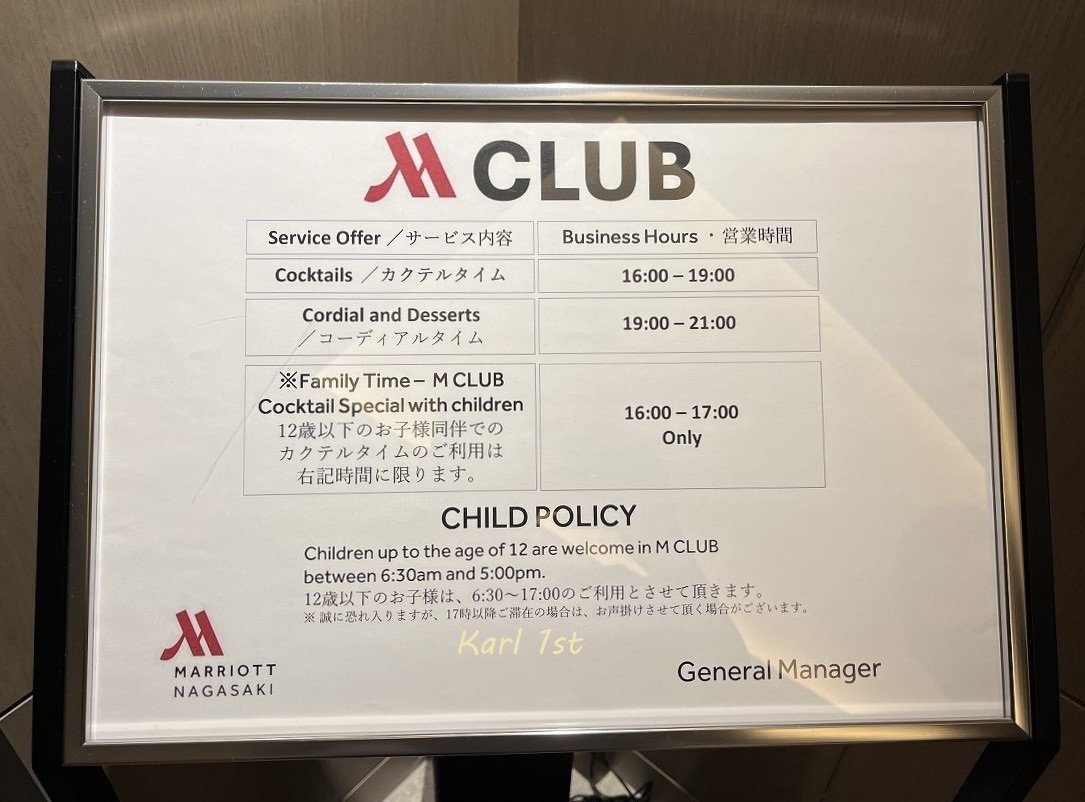 M CLUB
Service Offer ／サービス内容
Business Hours ・営業時間
Cocktails ／カクテルタイム
16:00 – 19:00
Cordial and Desserts
／コーディアルタイム
19:00 – 21:00
※Family Time – M CLUB
Cocktail Special with children
12歳以下のお子様同伴での
カクテルタイムのご利用は
右記時間に限ります。
16:00 – 17:00
Only
CHILD POLICY
Children up to the age of 12 are welcome in M CLUB
between 6:30am and 5:00pm.
12歳以下のお子様は、6:30～17:00のご利用とさせて頂きます。
※ 誠に恐れ入りますが、17時以降ご滞在の場合は、お声掛けさせて頂く場合がございます。
Karl 1st
MARRIOTT
NAGASAKI
General Manager